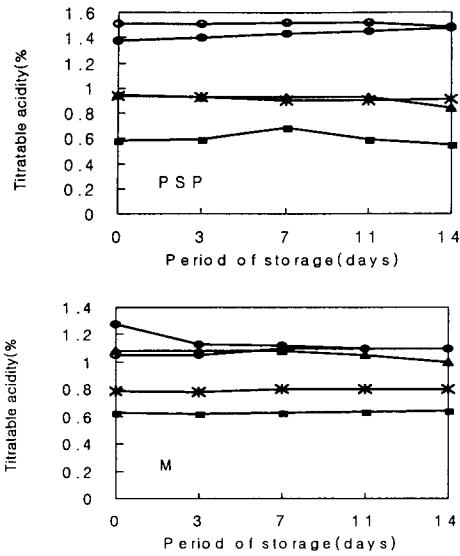 1.6
1.4
1.2
1
0.8
0.6
0.4
0.2
0
Titratable acidity(%
PSP
0 3 7 11 14
Period of storage(days)
1.4
1.2
1
0.8
0.6
0.4
0.2
0
Titratable acidity(%
M
0 3 7 11 14
Period of storage(days)